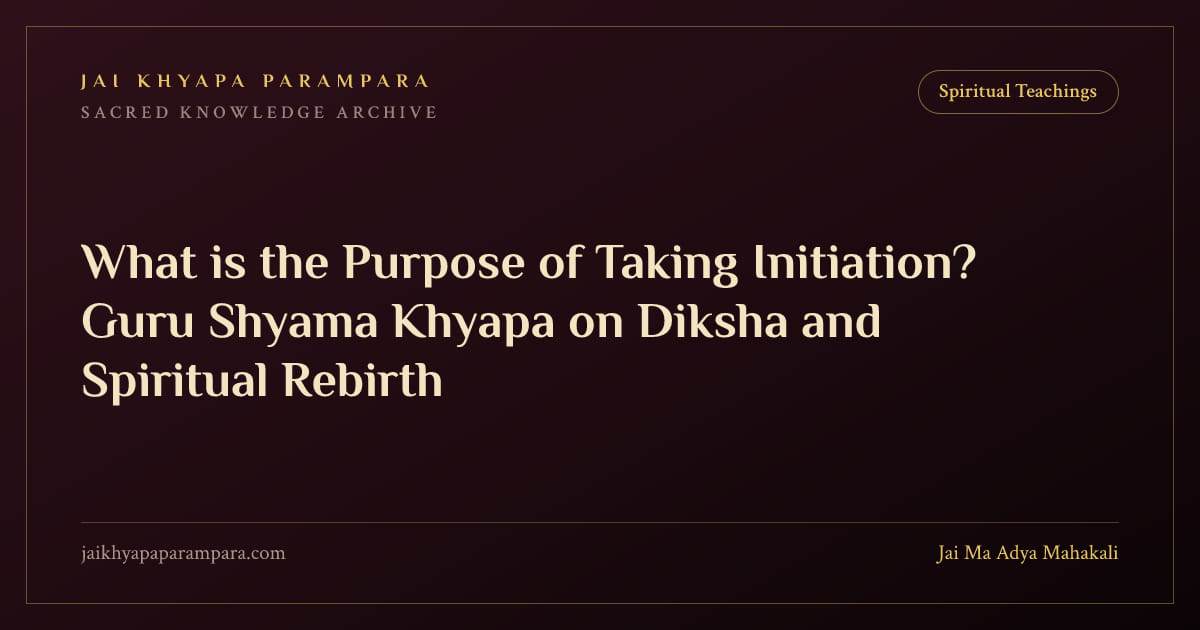 JAI KHYAPA PARAMPARA
SACRED KNOWLEDGE ARCHIVE
Spiritual Teachings
What is the Purpose of Taking Initiation?
Guru Shyama Khyapa on Diksha and
Spiritual Rebirth
jaikhyapaparampara.com
Jai Ma Adya Mahakali